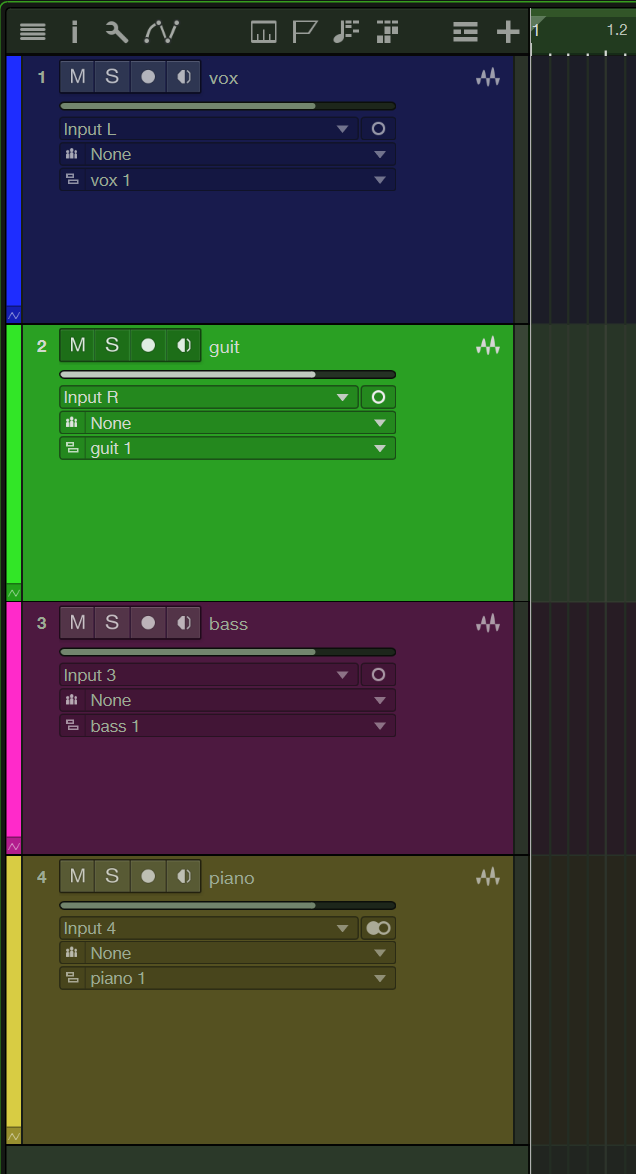 1 1.2
1 M S vox
Input L
None
vox 1
2 M S guit
Input R
None
guit 1
3 M S bass
Input 3
None
bass 1
4 M S piano
Input 4
None
piano 1